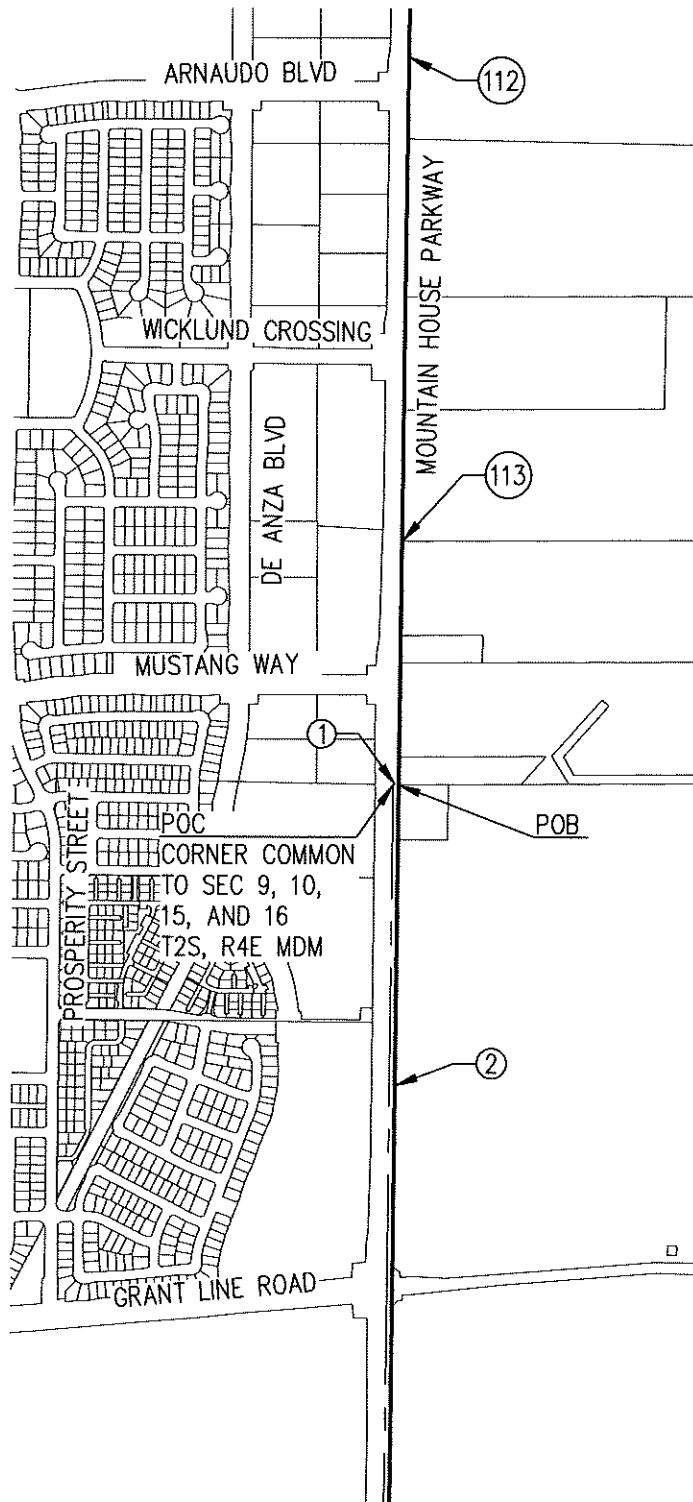 ARNAUDO BLVD
112
MOUNTAIN HOUSE PARKWAY
WICKLUND CROSSING
DE ANZA BLVD
113
MUSTANG WAY
1
POC
CORNER COMMON
TO SEC 9, 10,
15, AND 16
T2S, R4E MDM
POB
PROSPERITY STREET
2
GRANT LINE ROAD